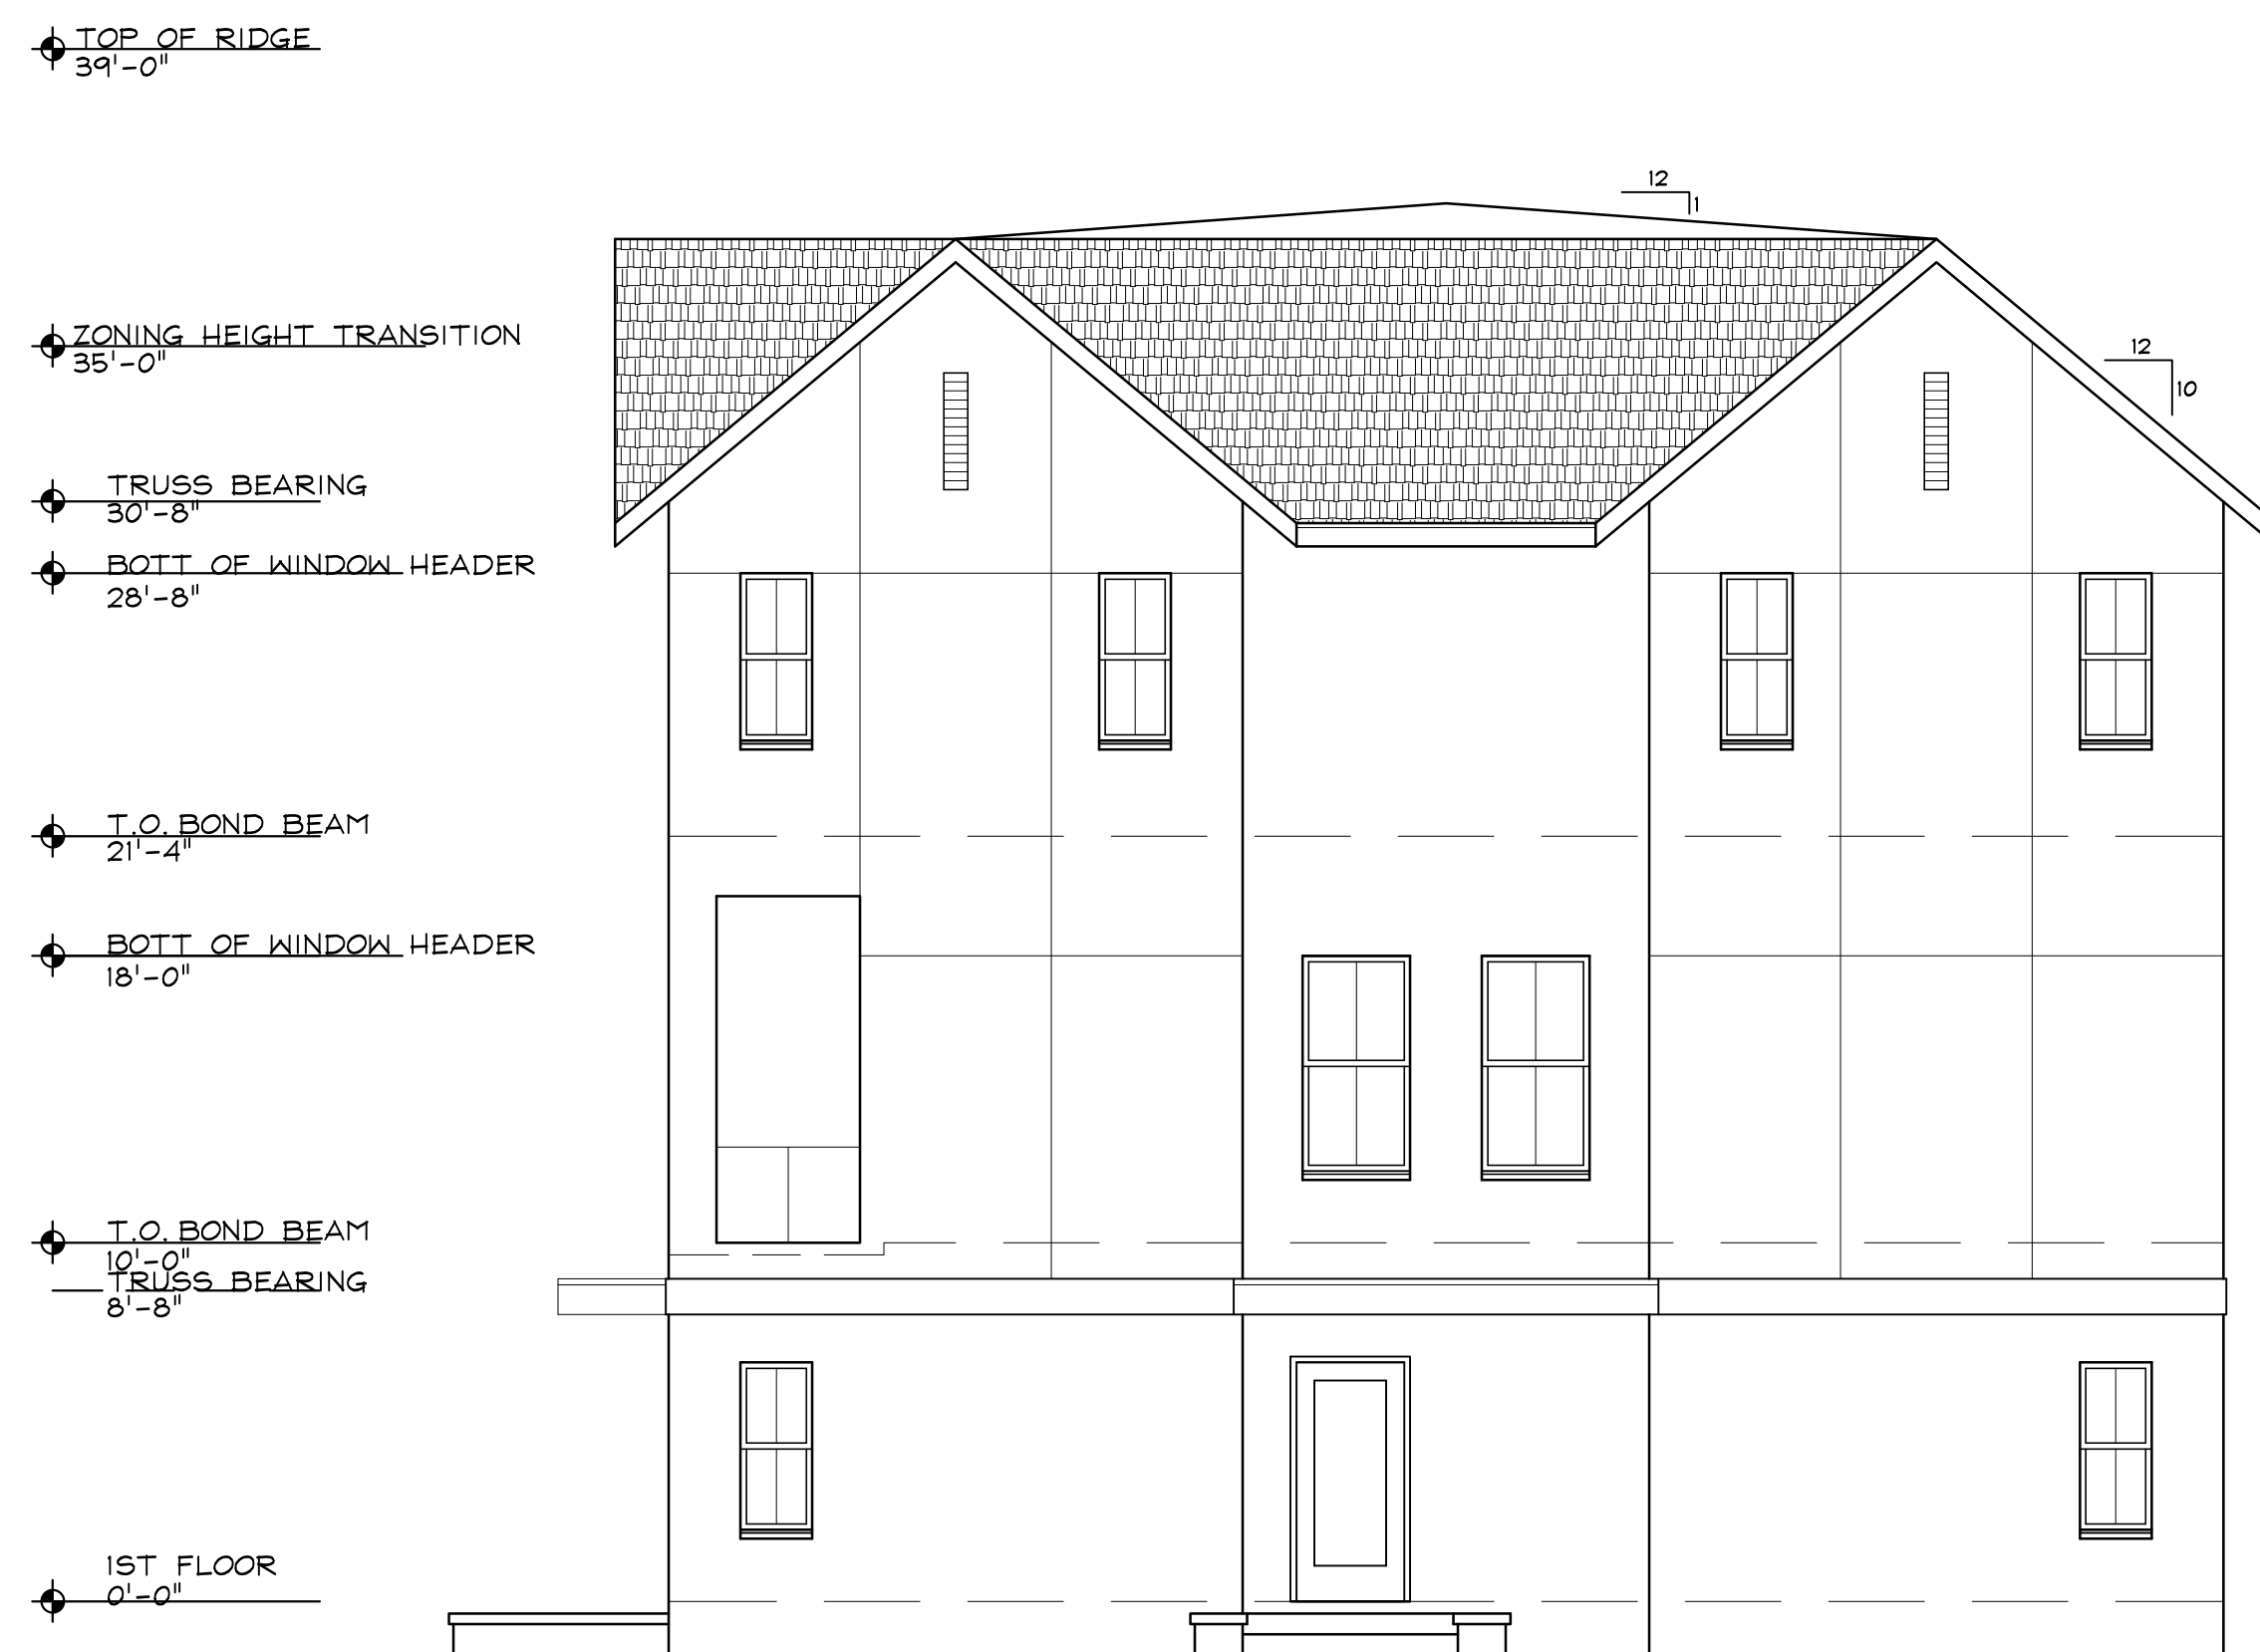 TOP OF RIDGE
39'-0"
12
1
ZONING HEIGHT TRANSITION
35'-0"
12
10
TRUSS BEARING
30'-8"
BOTT OF WINDOW HEADER
28'-8"
T.O. BOND BEAM
21'-4"
BOTT OF WINDOW HEADER
18'-0"
T.O. BOND BEAM
10'-0"
TRUSS BEARING
8'-8"
1ST FLOOR
0'-0"